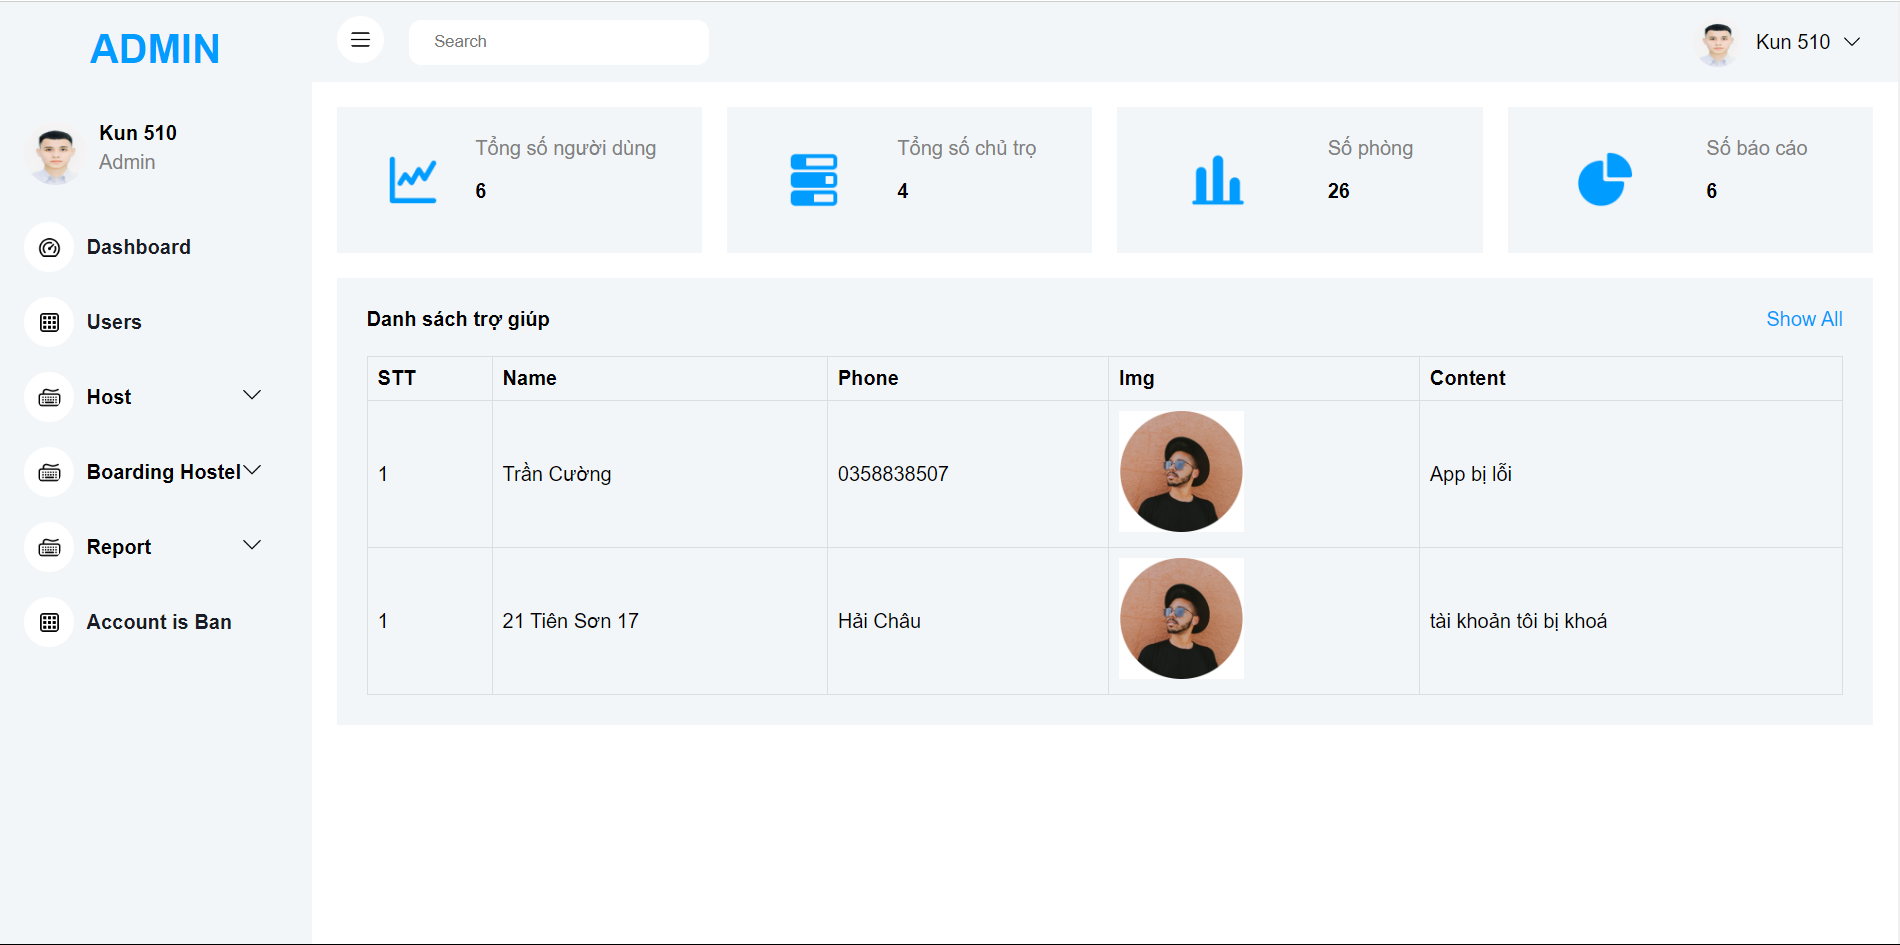 ADMIN
Search
Kun 510
Kun 510
Admin
Dashboard
Users
Host
Boarding Hostel
Report
Account is Ban
Tổng số người dùng
6
Tổng số chủ trọ
4
Số phòng
26
Số báo cáo
6
Danh sách trợ giúp
Show All
STT Name Phone Img Content
1 Trần Cường 0358838507 App bị lỗi
1 21 Tiên Sơn 17 Hải Châu tài khoản tôi bị khoá